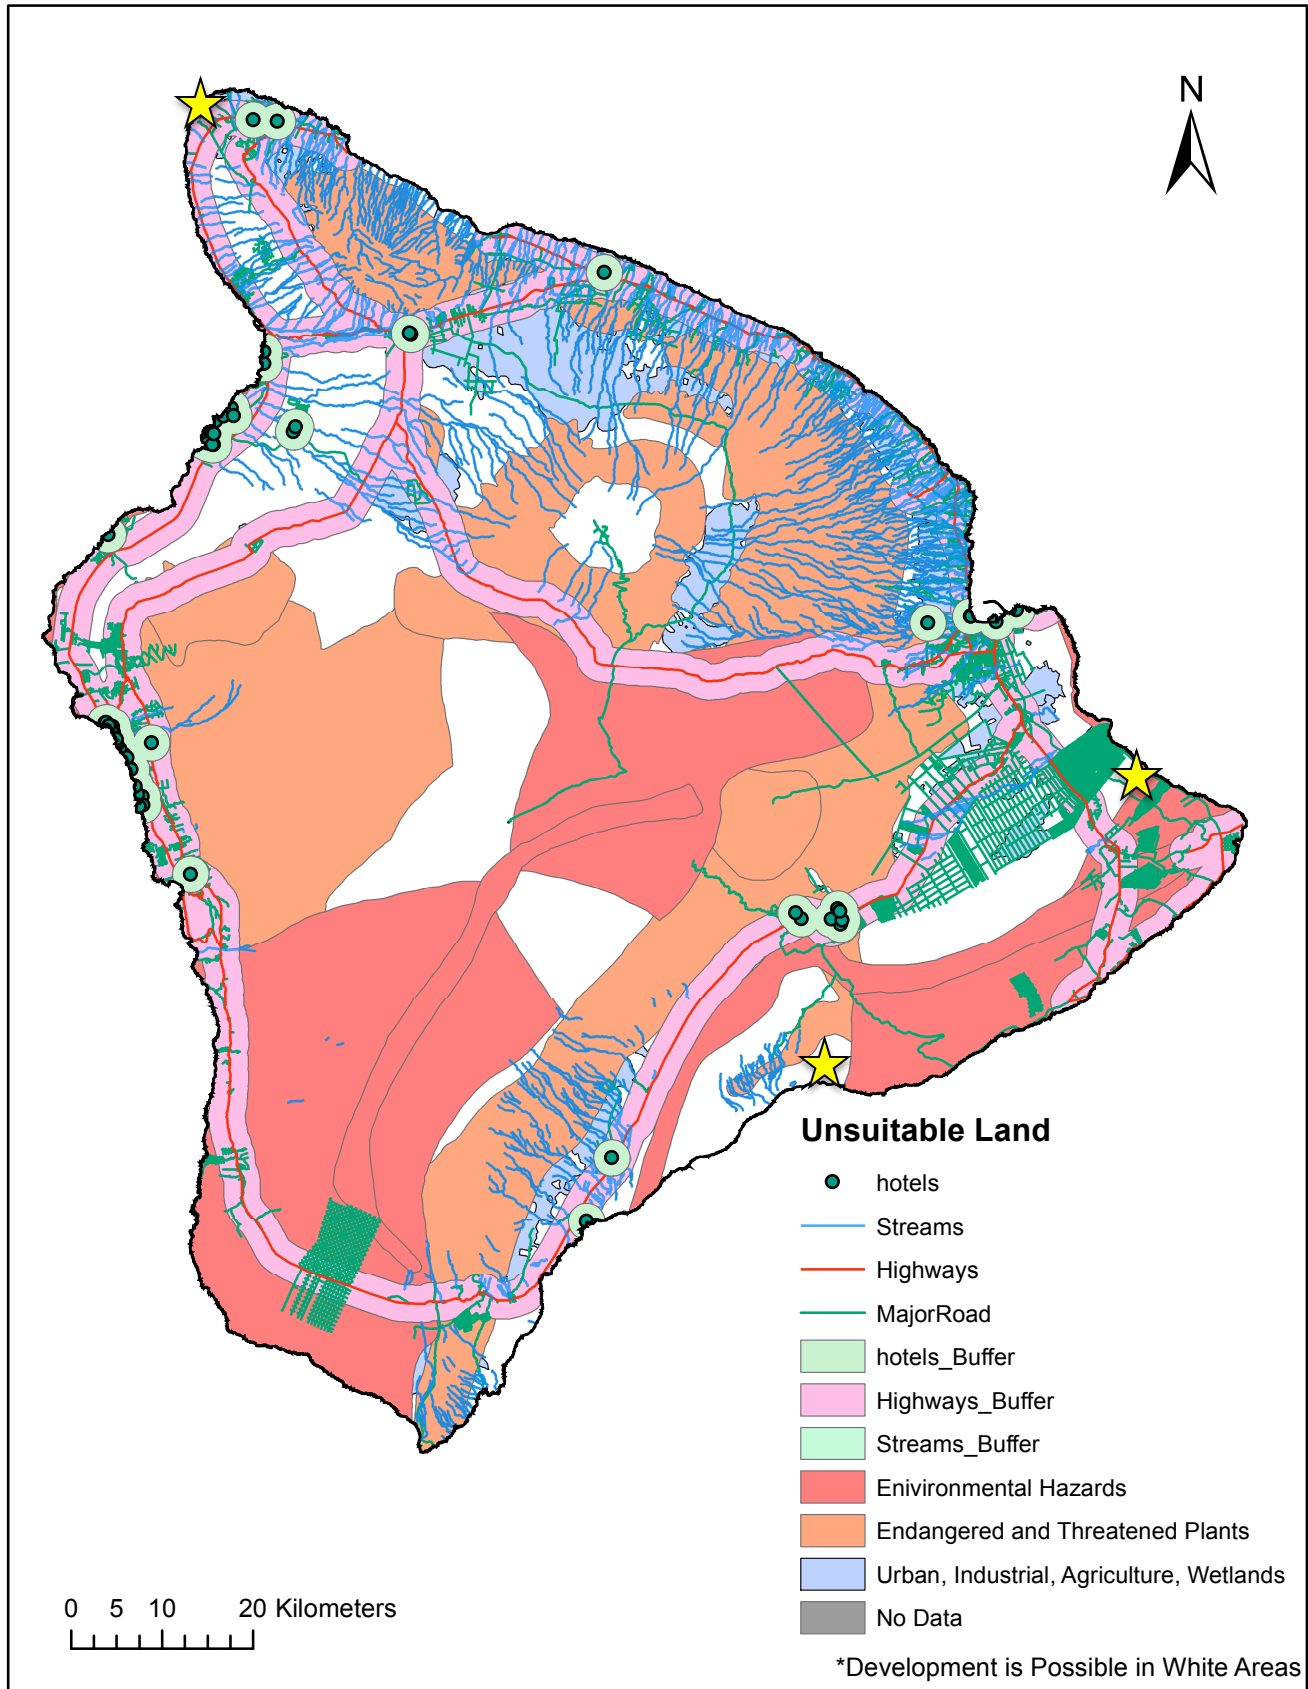 N
Unsuitable Land
hotels
Streams
Highways
MajorRoad
hotels_Buffer
Highways_Buffer
Streams_Buffer
Enivironmental Hazards
Endangered and Threatened Plants
Urban, Industrial, Agriculture, Wetlands
No Data
0 5 10 20 Kilometers
*Development is Possible in White Areas